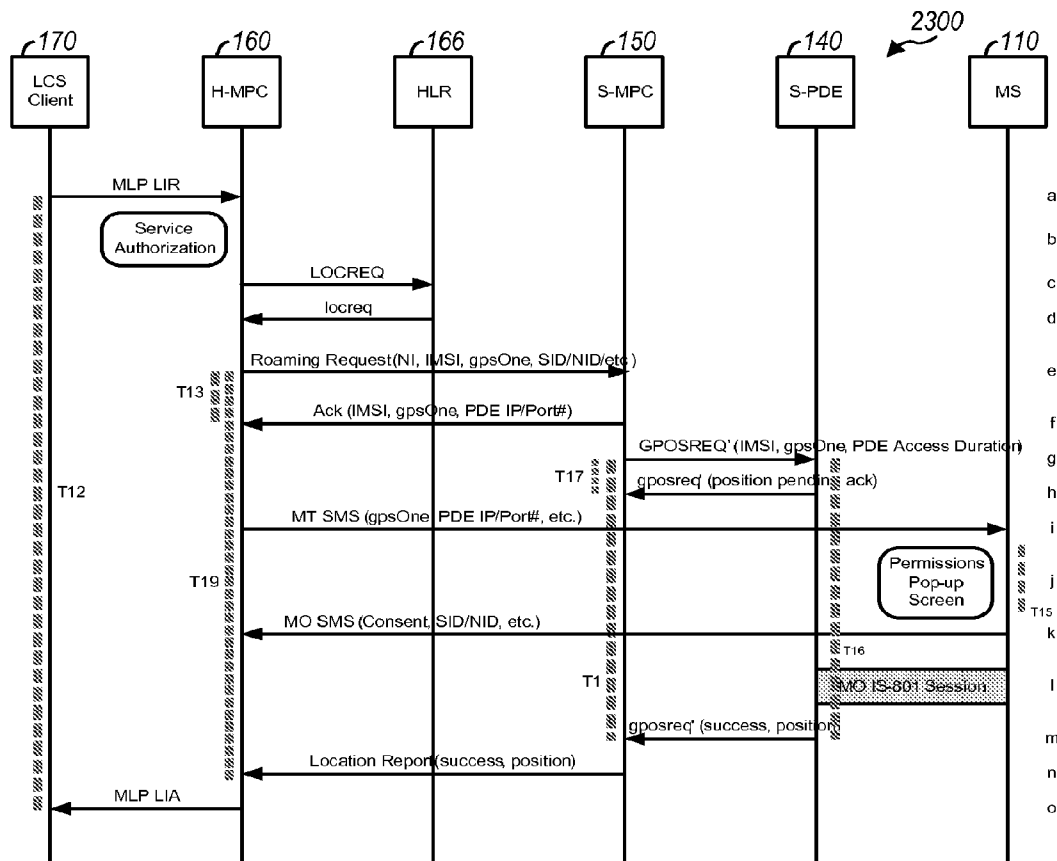 2300
170
160
166
150
140
110
LCS
Client
H-MPC
HLR
S-MPC
S-PDE
MS
MLP LIR
a
Service
Authorization
b
LOCREQ
c
locreq
d
Roaming Request(NI, IMSI, gpsOne, SID/NID/etc.)
e
T13
Ack (IMSI, gpsOne, PDE IP/Port#)
f
GPOSREQ' (IMSI, gpsOne, PDE Access Duration)
g
T17
gposreq' (position pending ack)
h
T12
MT SMS (gpsOne, PDE IP/Port#, etc.)
i
T19
Permissions
Pop-up
Screen
j
T15
MO SMS (Consent, SID/NID, etc.)
k
T16
T1
MO IS-801 Session
l
gposreq' (success, position)
m
Location Report(success, position)
n
MLP LIA
o